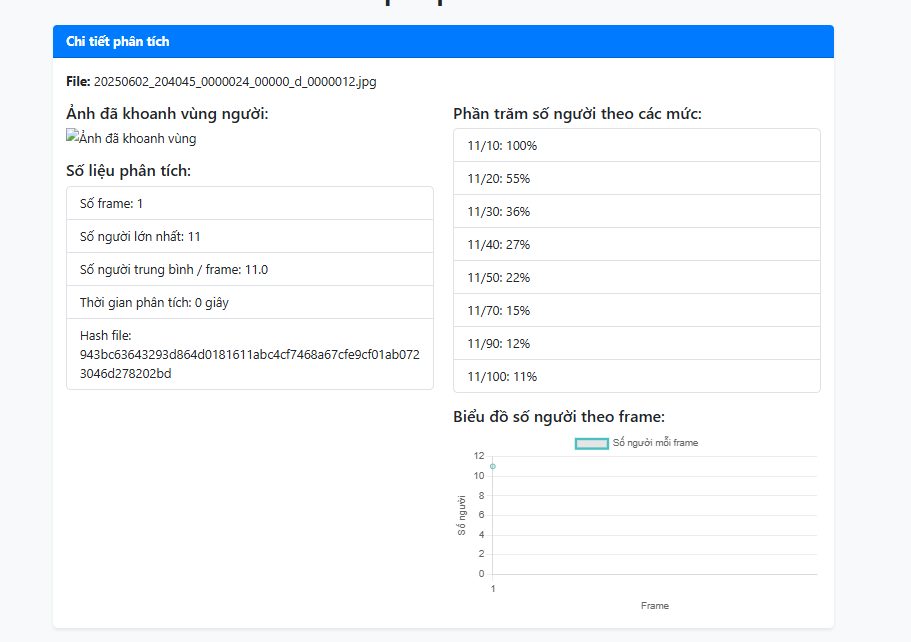 Chi tiết phân tích
File: 20250602_204045_0000024_00000_d_0000012.jpg
Ảnh đã khoanh vùng người:
Ảnh đã khoanh vùng
Số liệu phân tích:
Số frame: 1
Số người lớn nhất: 11
Số người trung bình / frame: 11.0
Thời gian phân tích: 0 giây
Hash file:
943bc63643293d864d0181611abc4cf7468a67cfe9cf01ab072
3046d278202bd
Phần trăm số người theo các mức:
11/10: 100%
11/20: 55%
11/30: 36%
11/40: 27%
11/50: 22%
11/70: 15%
11/90: 12%
11/100: 11%
Biểu đồ số người theo frame:
Số người mỗi frame
12
10
8
6
4
2
0
Số người
1
Frame